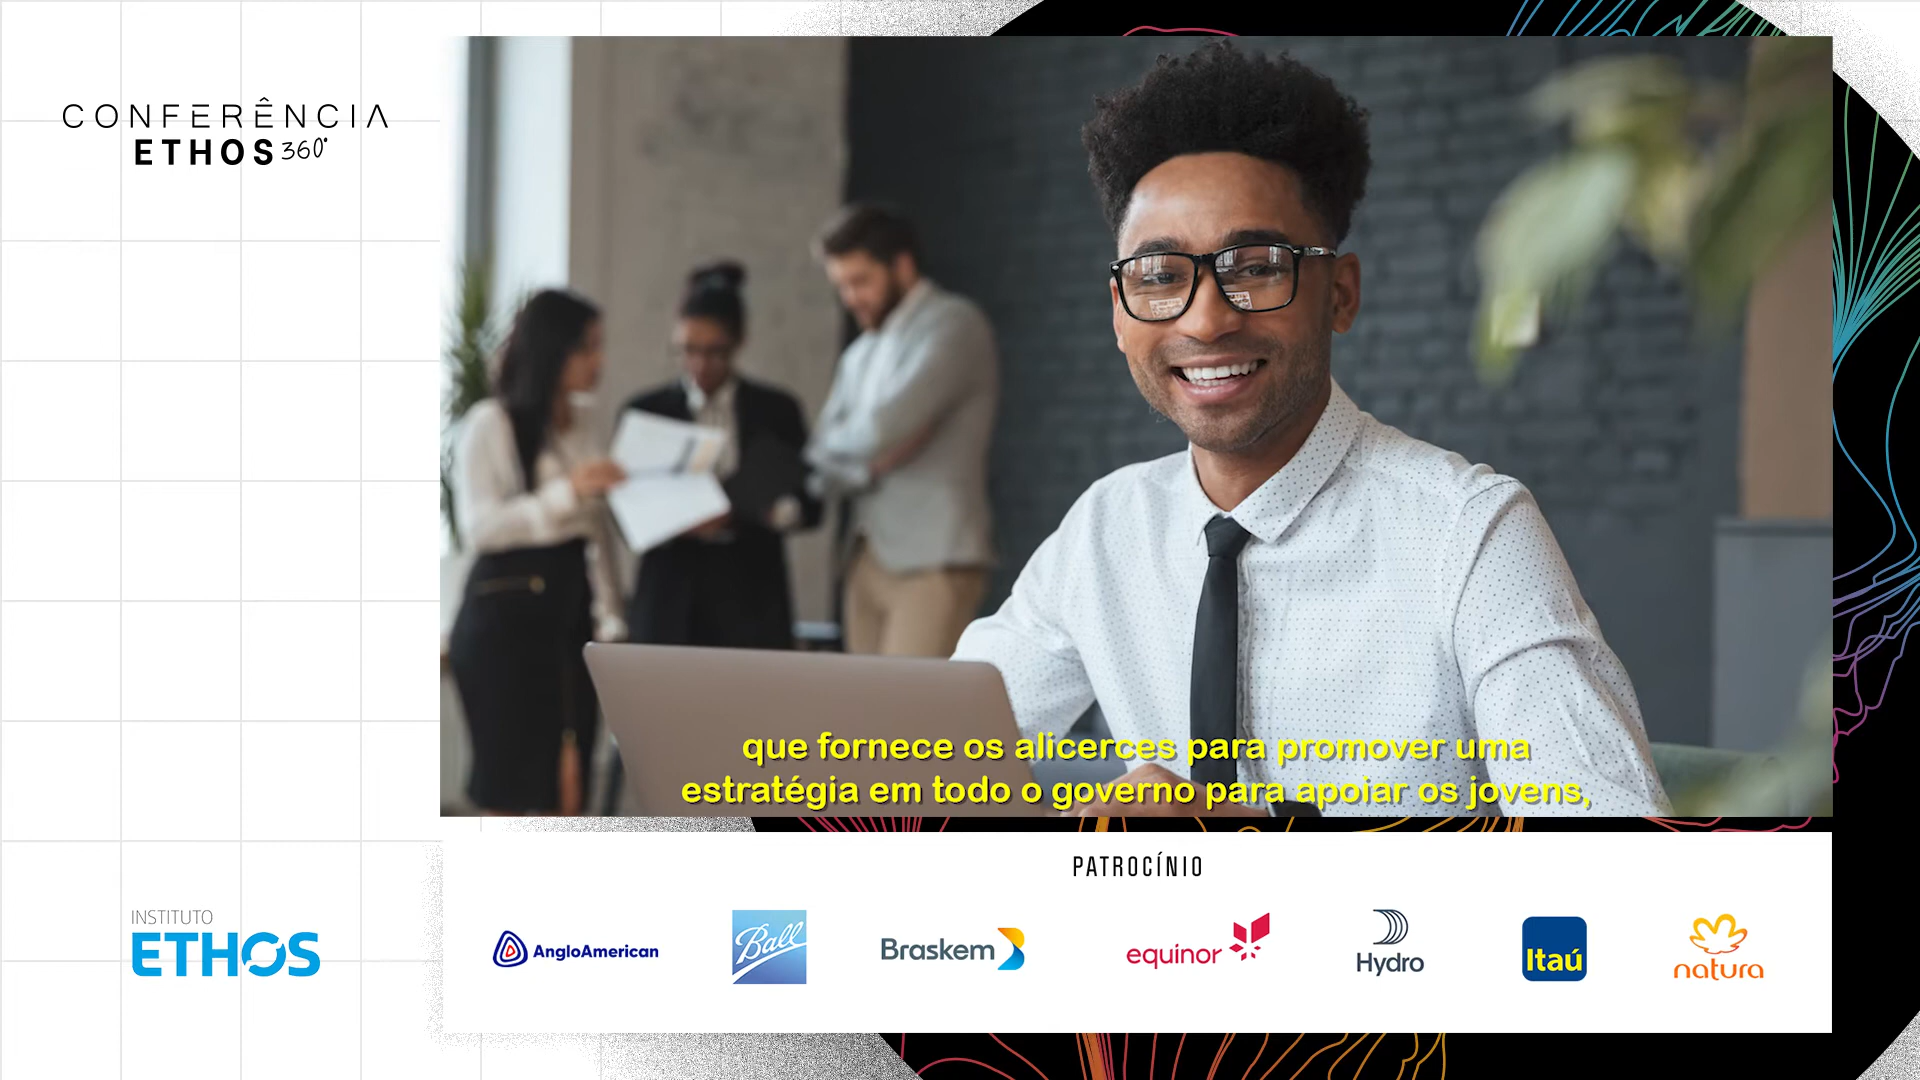 CONFERÊNCIA
ETHOS 360°
que fornece os alicerces para promover uma
estratégia em todo o governo para apoiar os jovens,
PATROCÍNIO
INSTITUTO
ETHOS
AngloAmerican
Ball
Braskem
equinor
Hydro
Itaú
natura